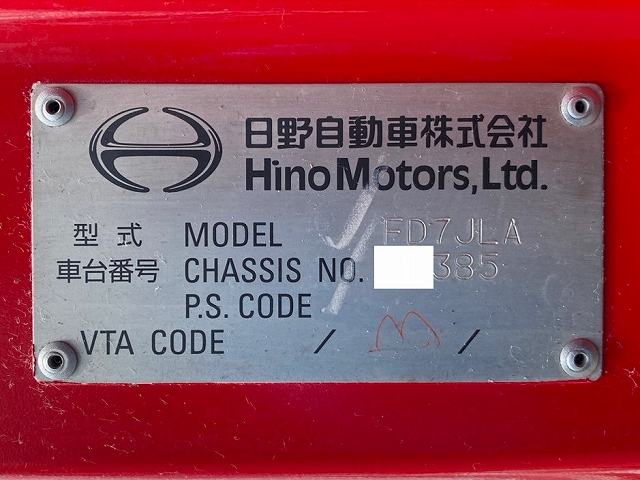 日野自動車株式会社
Hino Motors, Ltd.
型式 MODEL FD7JLA
車台番号 CHASSIS NO. 385
P.S. CODE
VTA CODE / M /